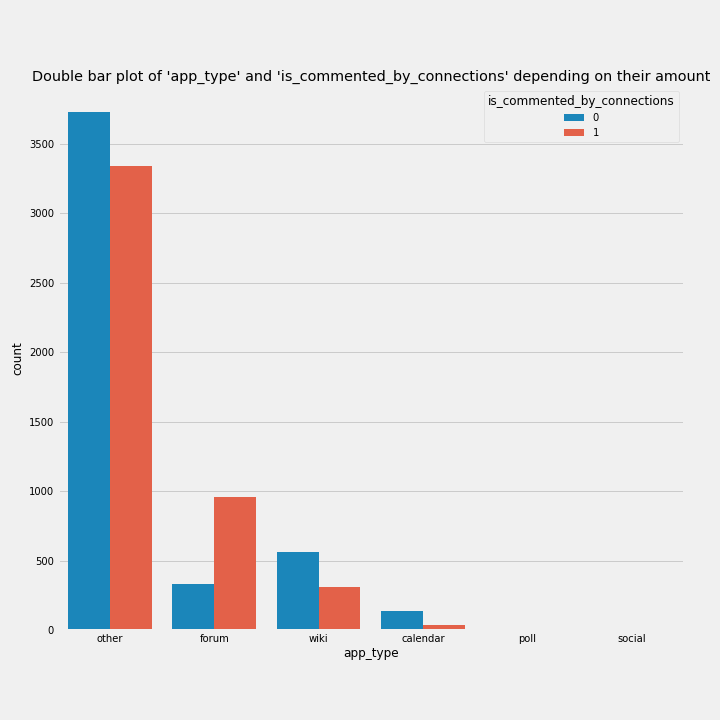 Double bar plot of 'app_type' and 'is_commented_by_connections' depending on their amount
is_commented_by_connections
0
1
3500
3000
2500
2000
1500
1000
500
0
count
other forum wiki calendar poll social
app_type